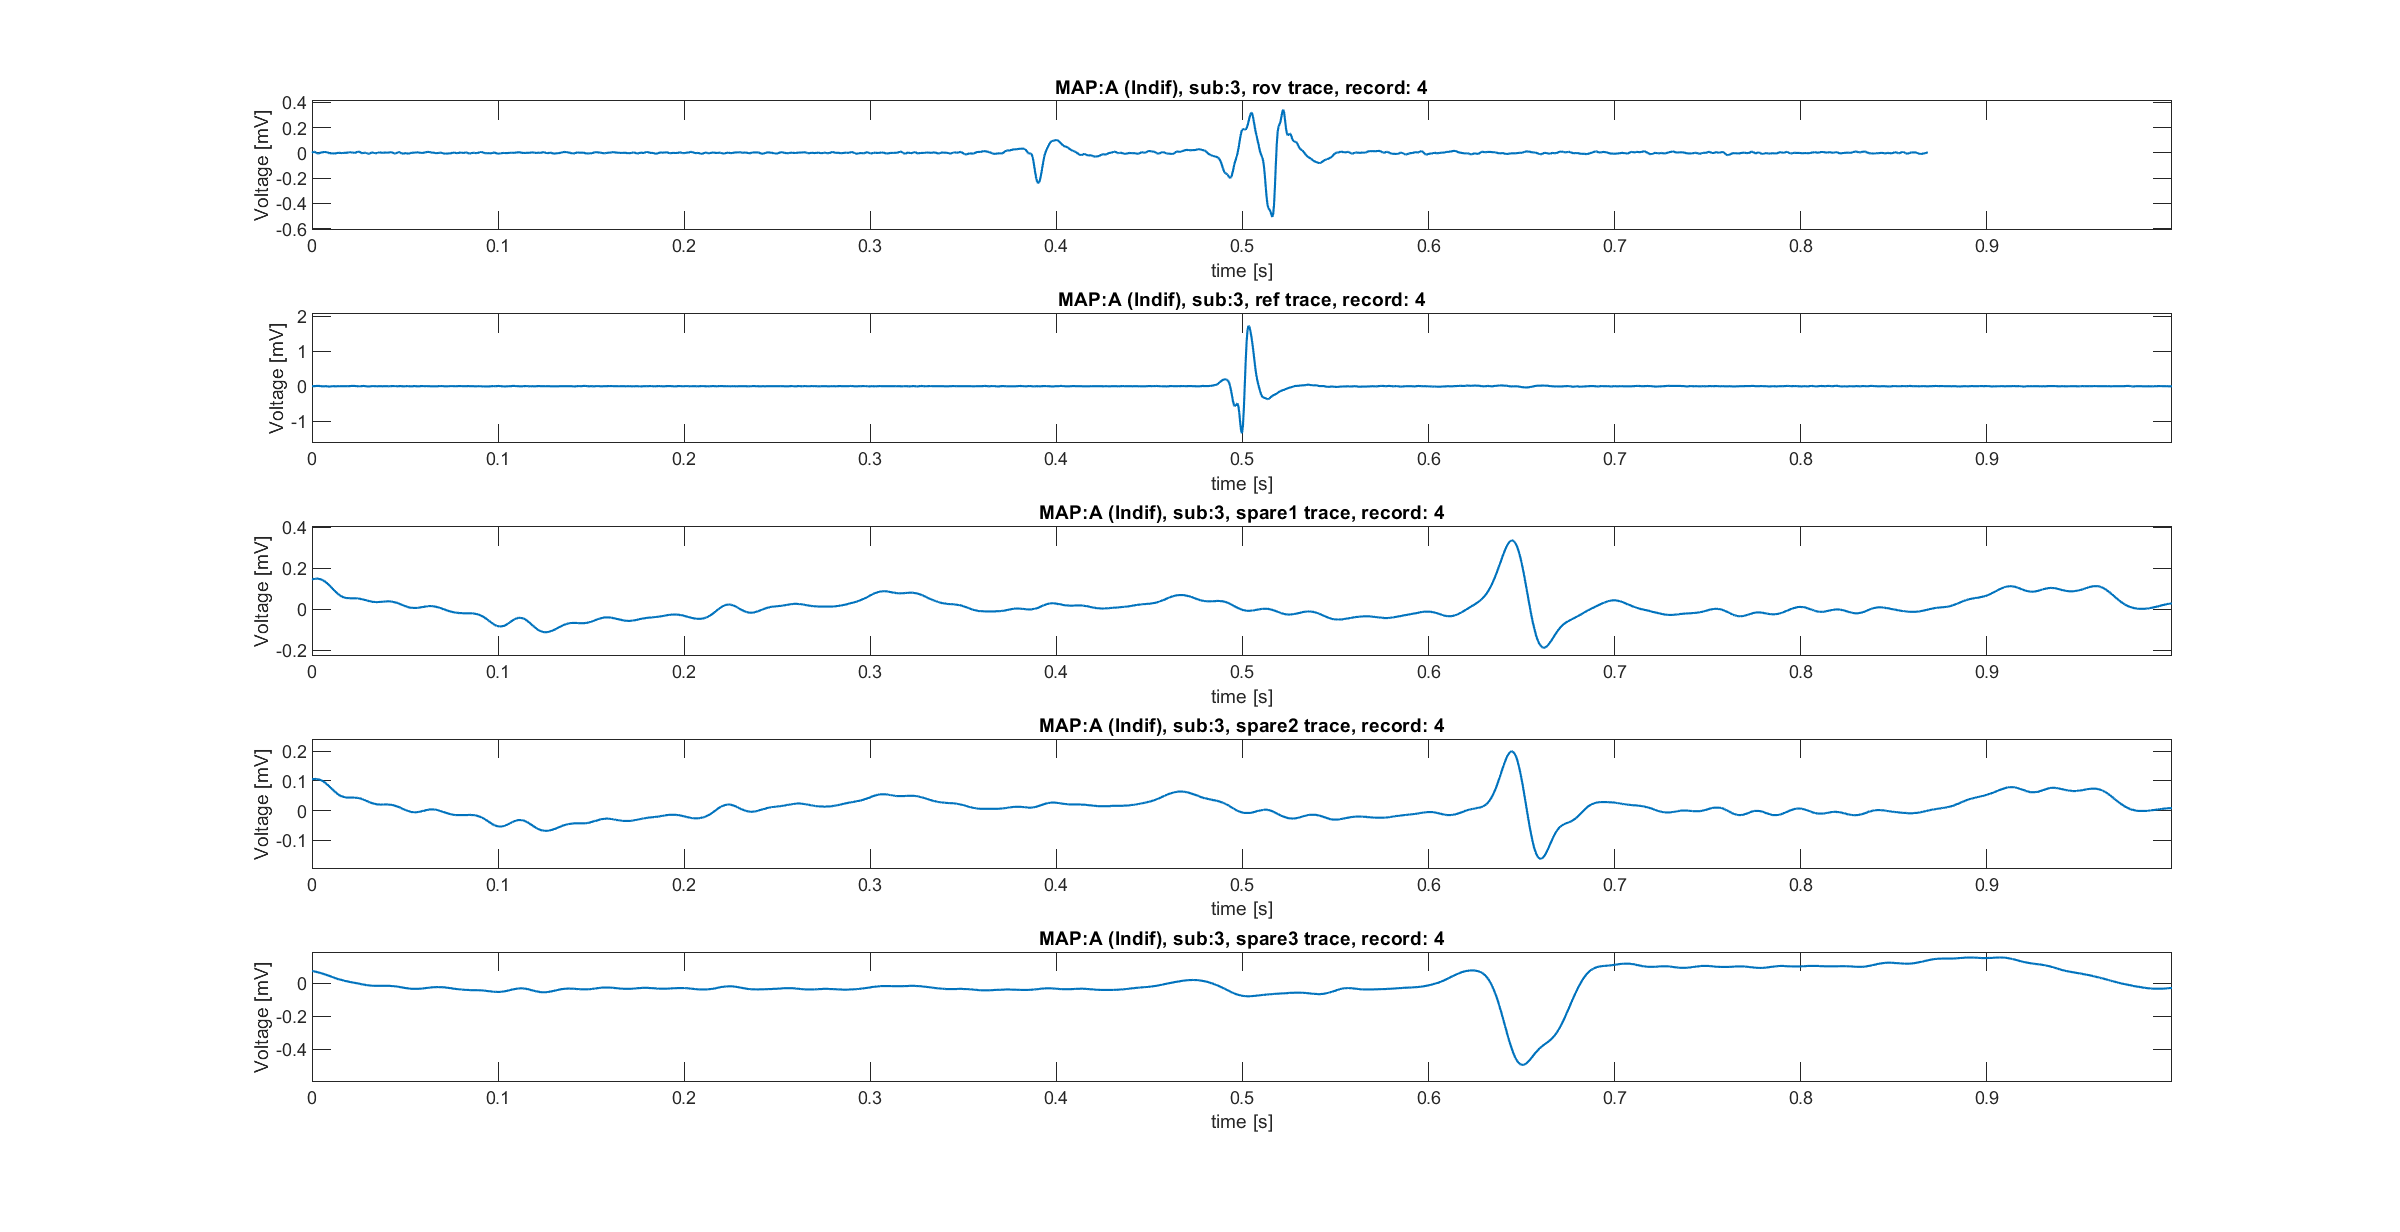 MAP:A (Indif), sub:3, rov trace, record: 4
Voltage [mV]
0.4
0.2
0
-0.2
-0.4
-0.6
0 0.1 0.2 0.3 0.4 0.5 0.6 0.7 0.8 0.9
time [s]
MAP:A (Indif), sub:3, ref trace, record: 4
Voltage [mV]
2
1
0
-1
0 0.1 0.2 0.3 0.4 0.5 0.6 0.7 0.8 0.9
time [s]
MAP:A (Indif), sub:3, spare1 trace, record: 4
Voltage [mV]
0.4
0.2
0
-0.2
0 0.1 0.2 0.3 0.4 0.5 0.6 0.7 0.8 0.9
time [s]
MAP:A (Indif), sub:3, spare2 trace, record: 4
Voltage [mV]
0.2
0.1
0
-0.1
0 0.1 0.2 0.3 0.4 0.5 0.6 0.7 0.8 0.9
time [s]
MAP:A (Indif), sub:3, spare3 trace, record: 4
Voltage [mV]
0
-0.2
-0.4
0 0.1 0.2 0.3 0.4 0.5 0.6 0.7 0.8 0.9
time [s]